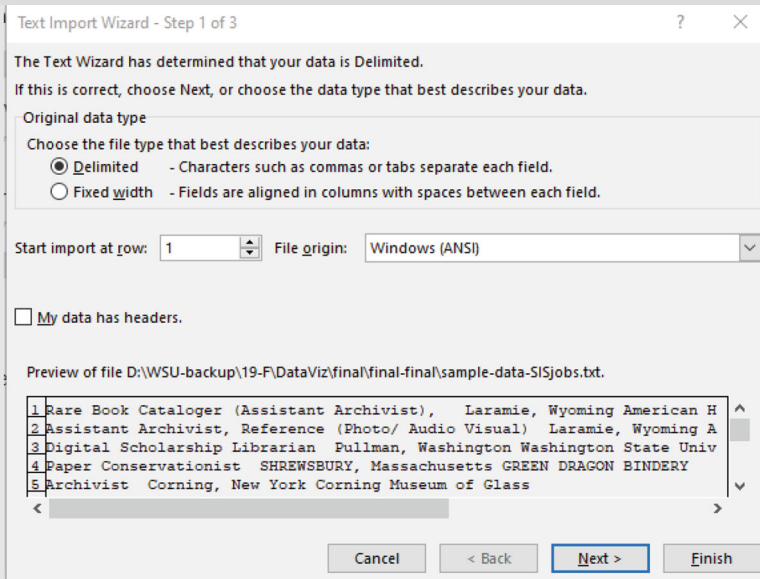 Text Import Wizard - Step 1 of 3 ?
The Text Wizard has determined that your data is Delimited.
If this is correct, choose Next, or choose the data type that best describes your data.
Original data type
Choose the file type that best describes your data:
Delimited - Characters such as commas or tabs separate each field.
Fixed width - Fields are aligned in columns with spaces between each field.
Start import at row: 1 File origin: Windows (ANSI)
My data has headers.
Preview of file D:\WSU-backup\19-F\DataViz\final\final-final\sample-data-SISjobs.txt.
1 Rare Book Cataloger (Assistant Archivist), Laramie, Wyoming American H
2 Assistant Archivist, Reference (Photo/ Audio Visual) Laramie, Wyoming A
3 Digital Scholarship Librarian Pullman, Washington Washington State Univ
4 Paper Conservationist SHREWSBURY, Massachusetts GREEN DRAGON BINDERY
5 Archivist Corning, New York Corning Museum of Glass
Cancel < Back Next > Finish